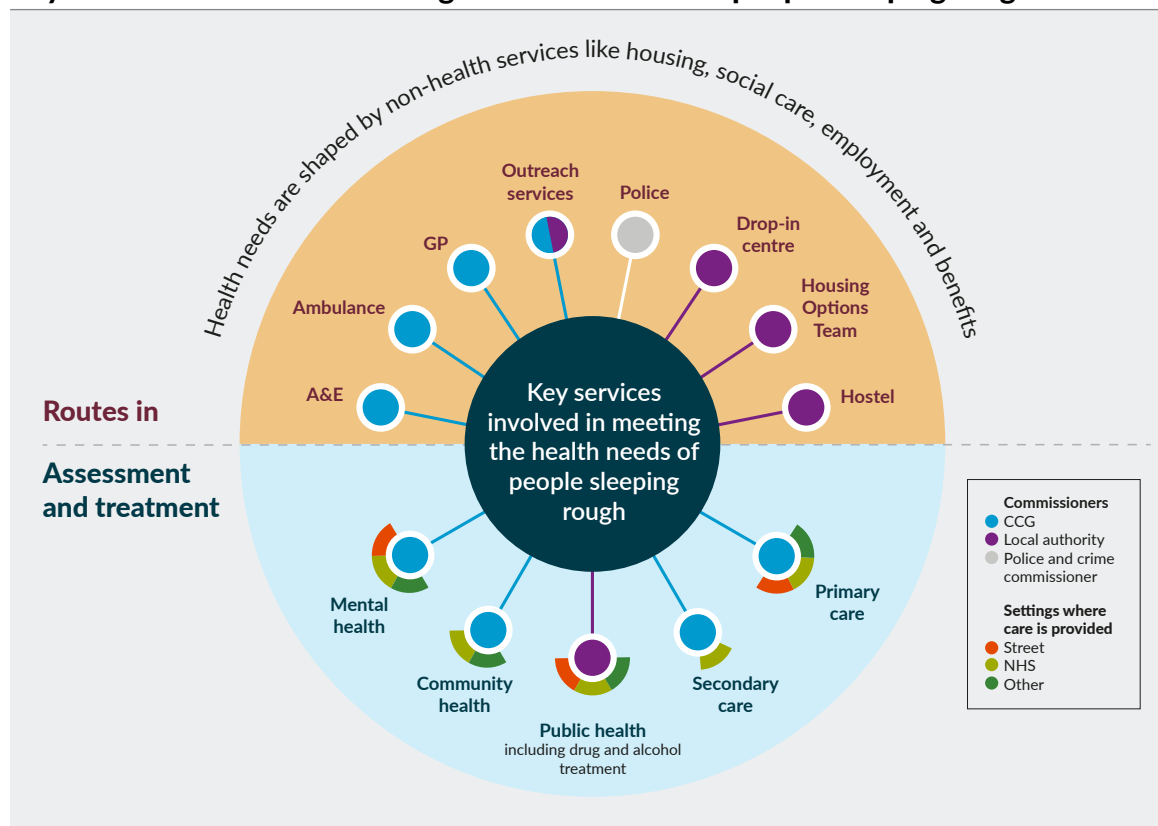 Health needs are shaped by non-health services like housing, social care, employment and benefits
Outreach
services
Police
GP
Drop-in
centre
Ambulance
Housing
Options
Team
A&E
Hostel
Key services
involved in meeting
the health needs of
people sleeping
rough
Routes in
Assessment
and treatment
Mental
health
Community
health
Public health
including drug and alcohol
treatment
Secondary
care
Primary
care
Commissioners
CCG
Local authority
Police and crime
commissioner
Settings where
care is provided
Street
NHS
Other